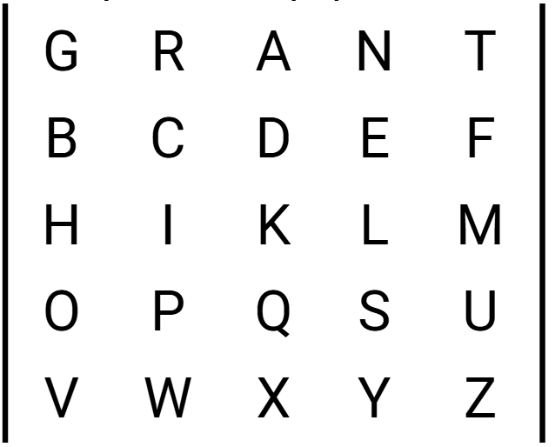 G R A N T
B C D E F
H I K L M
O P Q S U
V W X Y Z